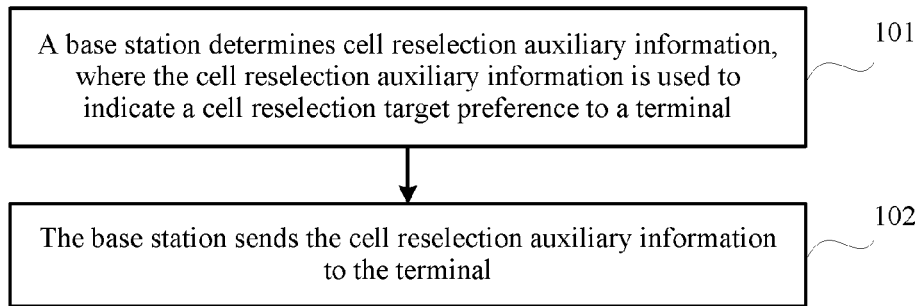 A base station determines cell reselection auxiliary information,
where the cell reselection auxiliary information is used to
indicate a cell reselection target preference to a terminal
101
The base station sends the cell reselection auxiliary information
to the terminal
102